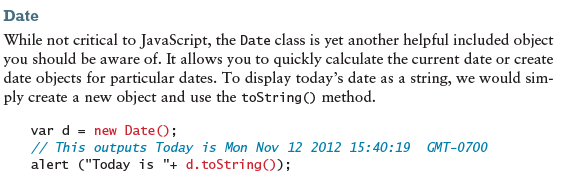 Date
While not critical to JavaScript, the Date class is yet another helpful included object
you should be aware of. It allows you to quickly calculate the current date or create
date objects for particular dates. To display today's date as a string, we would sim-
ply create a new object and use the toString() method.
var d = new Date();
// This outputs Today is Mon Nov 12 2012 15:40:19 GMT-0700
alert ("Today is "+ d.toString());